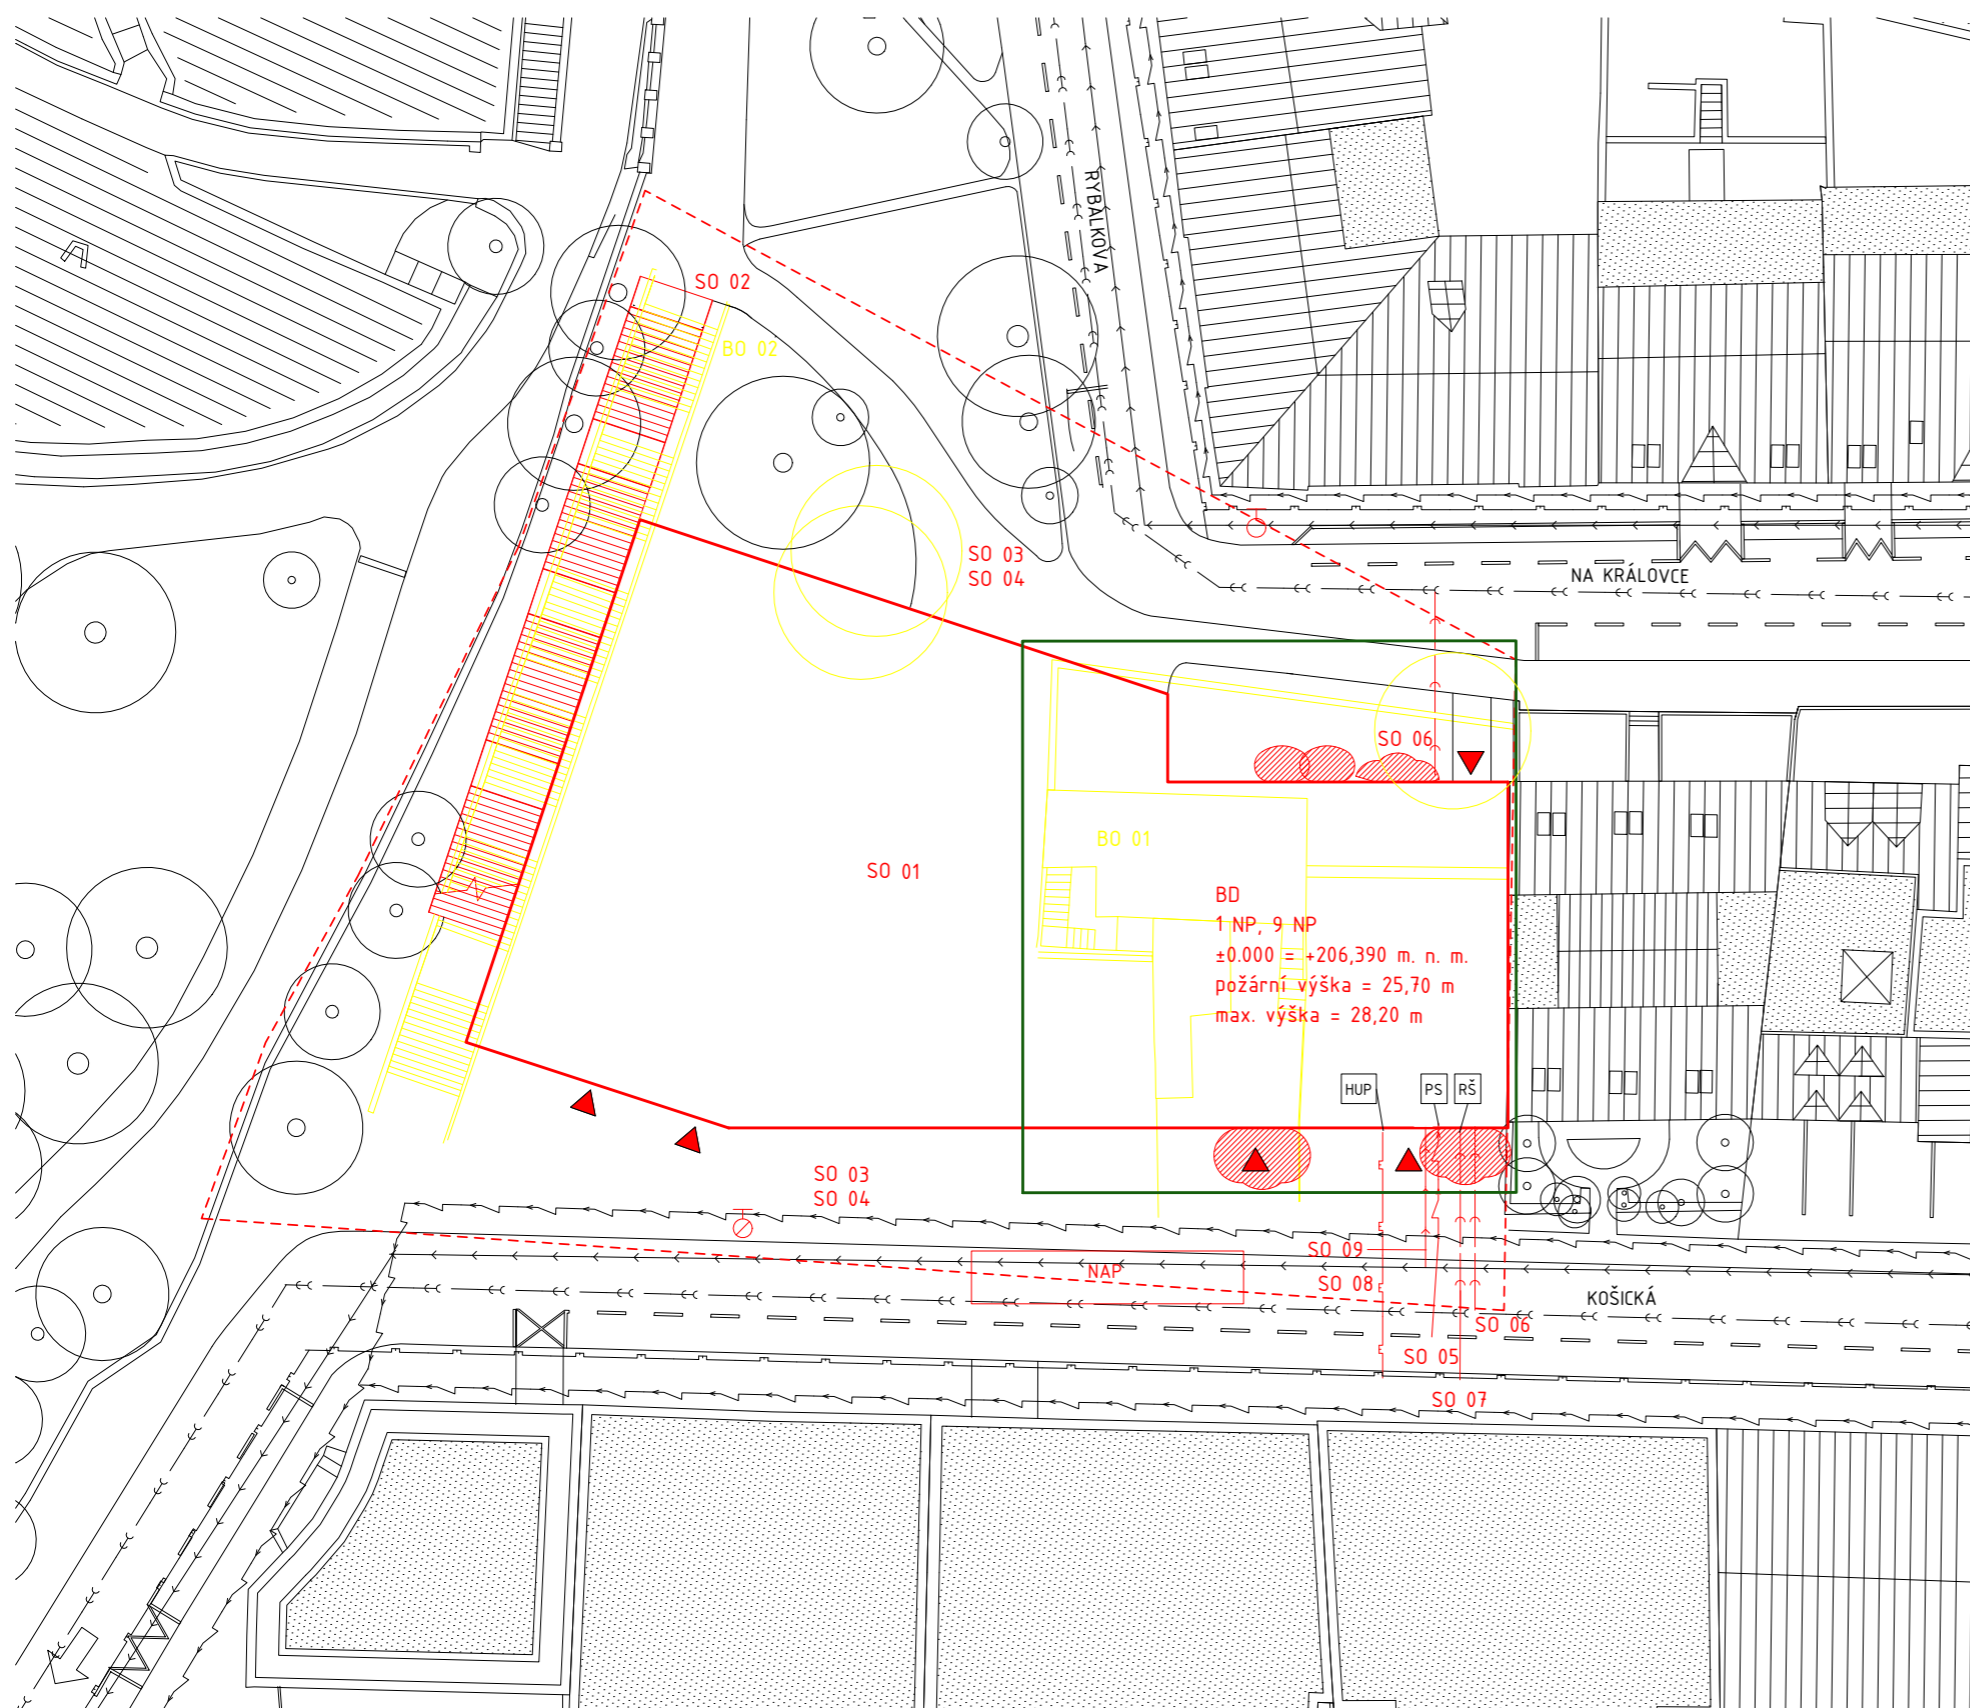 RYBALKOVA
SO 02
BO 02
SO 03
SO 04
NA KRÁLOVCE
SO 06
BO 01
SO 01
BD
1 NP, 9 NP
±0.000 = +206,390 m. n. m.
požární výška = 25,70 m
max. výška = 28,20 m
HUP
PS
RŠ
SO 03
SO 04
SO 09
NAP
SO 08
KOŠICKÁ
SO 06
SO 05
SO 07